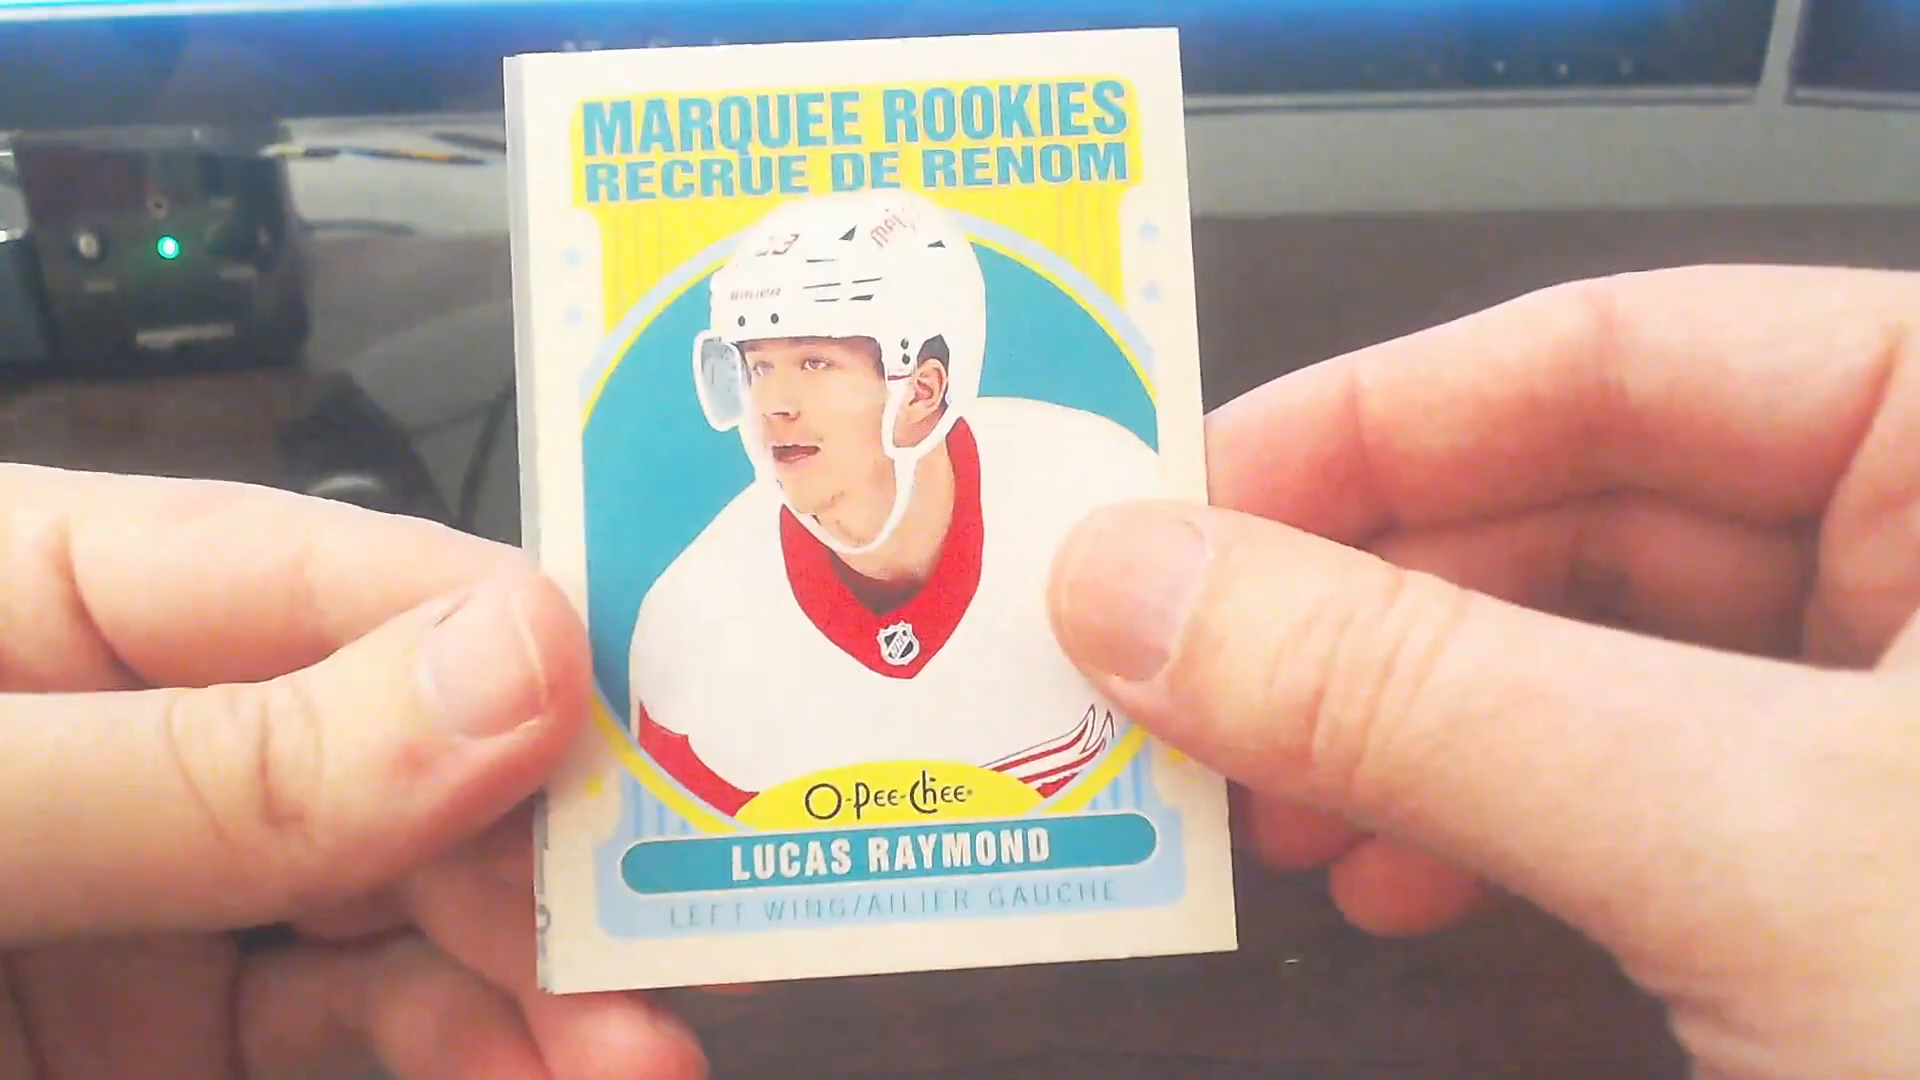 MARQUEE ROOKIES
RECRUE DE RENOM
O-Pee-Chee
LUCAS RAYMOND
LEFT WING/AILIER GAUCHE